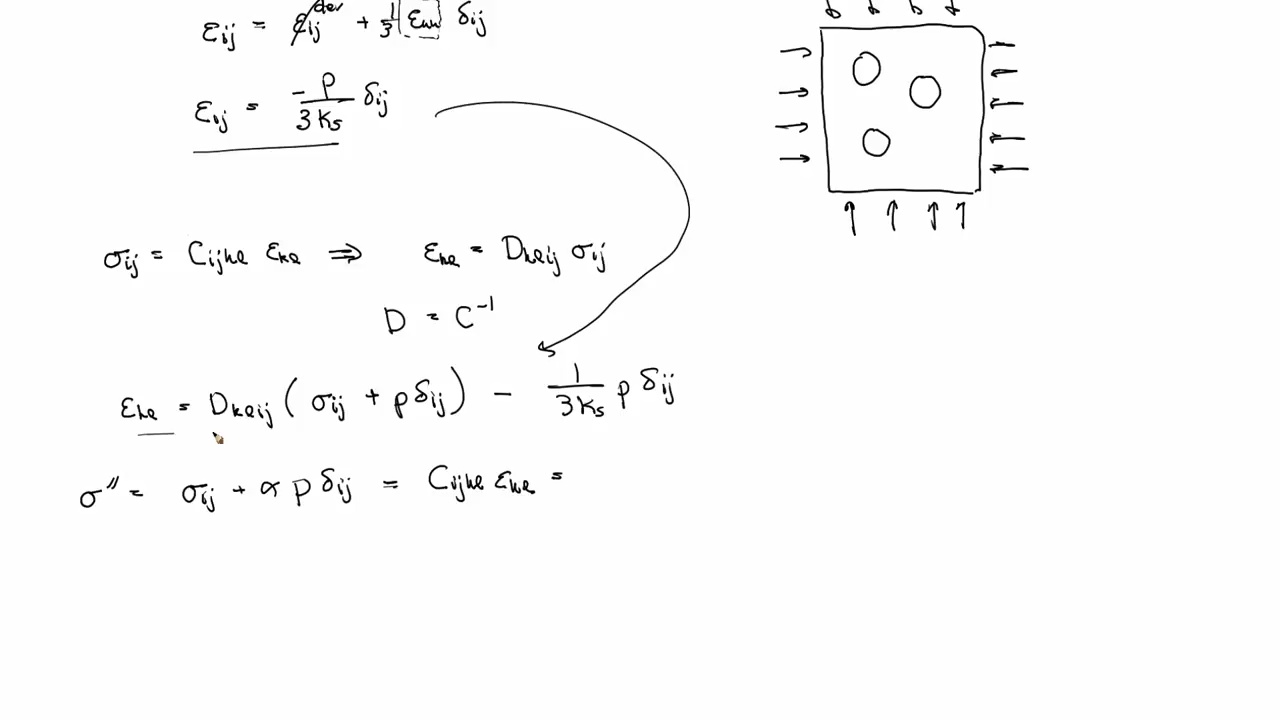 εij = εij^dev + 1/3 εnn δij
εij = -p/3Ks δij
σij = Cijkl εkl ⇒ εkl = Dklij σij
D = C^-1
εkl = Dklij ( σij + p δij ) - 1/3Ks p δij
σ'' = σij + α p δij = Cijkl εkl =